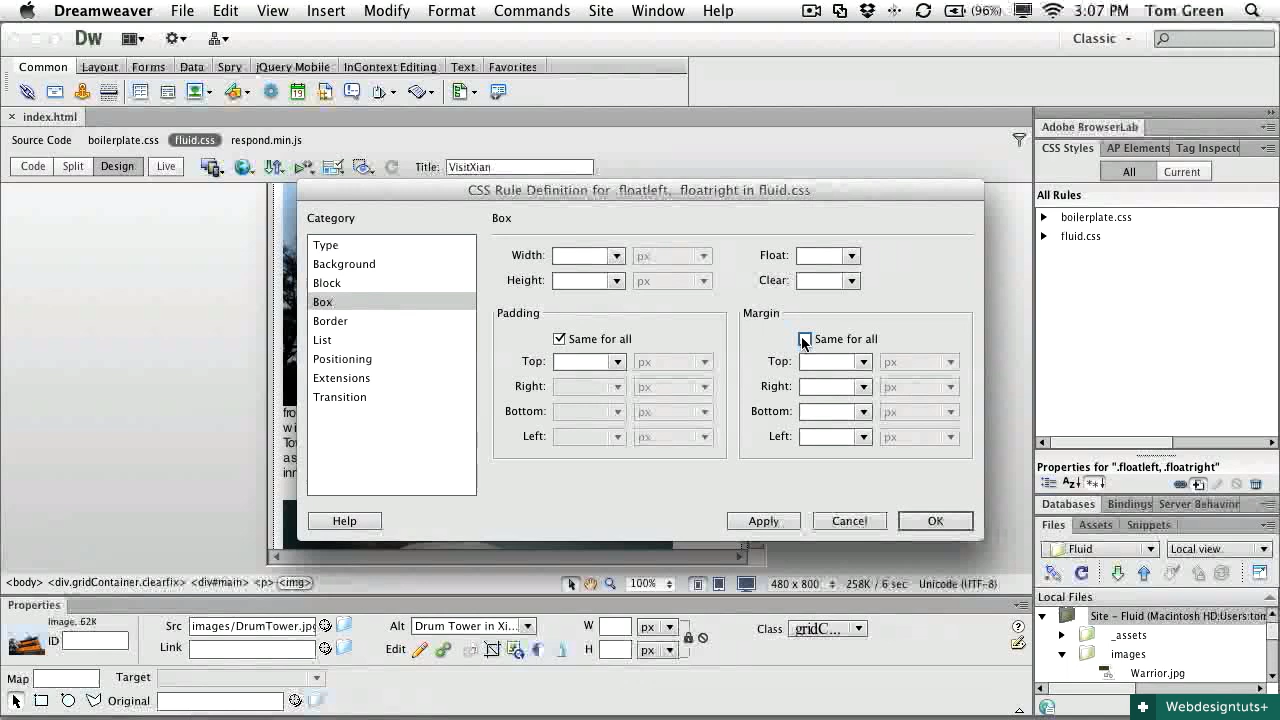 Dreamweaver File Edit View Insert Modify Format Commands Site Window Help (96%) 3:07 PM Tom Green
Dw Classic
Common Layout Forms Data Spry jQuery Mobile InContext Editing Text Favorites
index.html
Source Code boilerplate.css fluid.css respond.min.js
Code Split Design Live Title: VisitXian
CSS Rule Definition for .floatleft, .floatright in fluid.css
Category
Type
Background
Block
Box
Border
List
Positioning
Extensions
Transition
Box
Width: px Float:
Height: px Clear:
Padding
Same for all
Top: px
Right: px
Bottom: px
Left: px
Margin
Same for all
Top: px
Right: px
Bottom: px
Left: px
Help Apply Cancel OK
fro
wi
To
as
inn
Adobe BrowserLab
CSS Styles AP Elements Tag Inspecto
All Current
All Rules
boilerplate.css
fluid.css
Properties for ".floatleft, .floatright"
Databases Bindings Server Behavior
Files Assets Snippets
Fluid Local view
Local Files
Site - Fluid (Macintosh HD:Users:tom
_assets
images
Warrior.jpg
<body> <div.gridContainer.clearfix> <div#main> <p> <img> 100% 480 x 800 258K / 6 sec Unicode (UTF-8)
Properties
Image, 62K
ID
Src images/DrumTower.jpg
Link
Alt Drum Tower in Xi...
Edit
W px
H px
Class gridC...
Map Target
Original
Webdesigntuts+